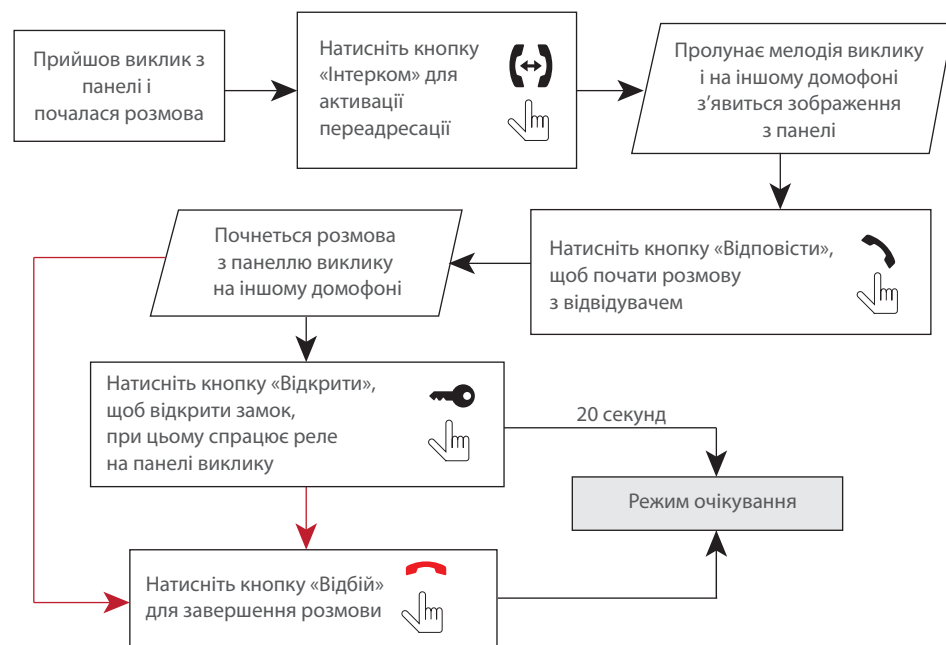 Прийшов виклик з
панелі і
почалася розмова
Натисніть кнопку
«Інтерком» для
активації
переадресації
Пролунає мелодія виклику
і на іншому домофоні
з’явиться зображення
з панелі
Натисніть кнопку «Відповісти»,
щоб почати розмову
з відвідувачем
Почнеться розмова
з панеллю виклику
на іншому домофоні
Натисніть кнопку «Відкрити»,
щоб відкрити замок,
при цьому спрацює реле
на панелі виклику
20 секунд
Режим очікування
Натисніть кнопку «Відбій»
для завершення розмови